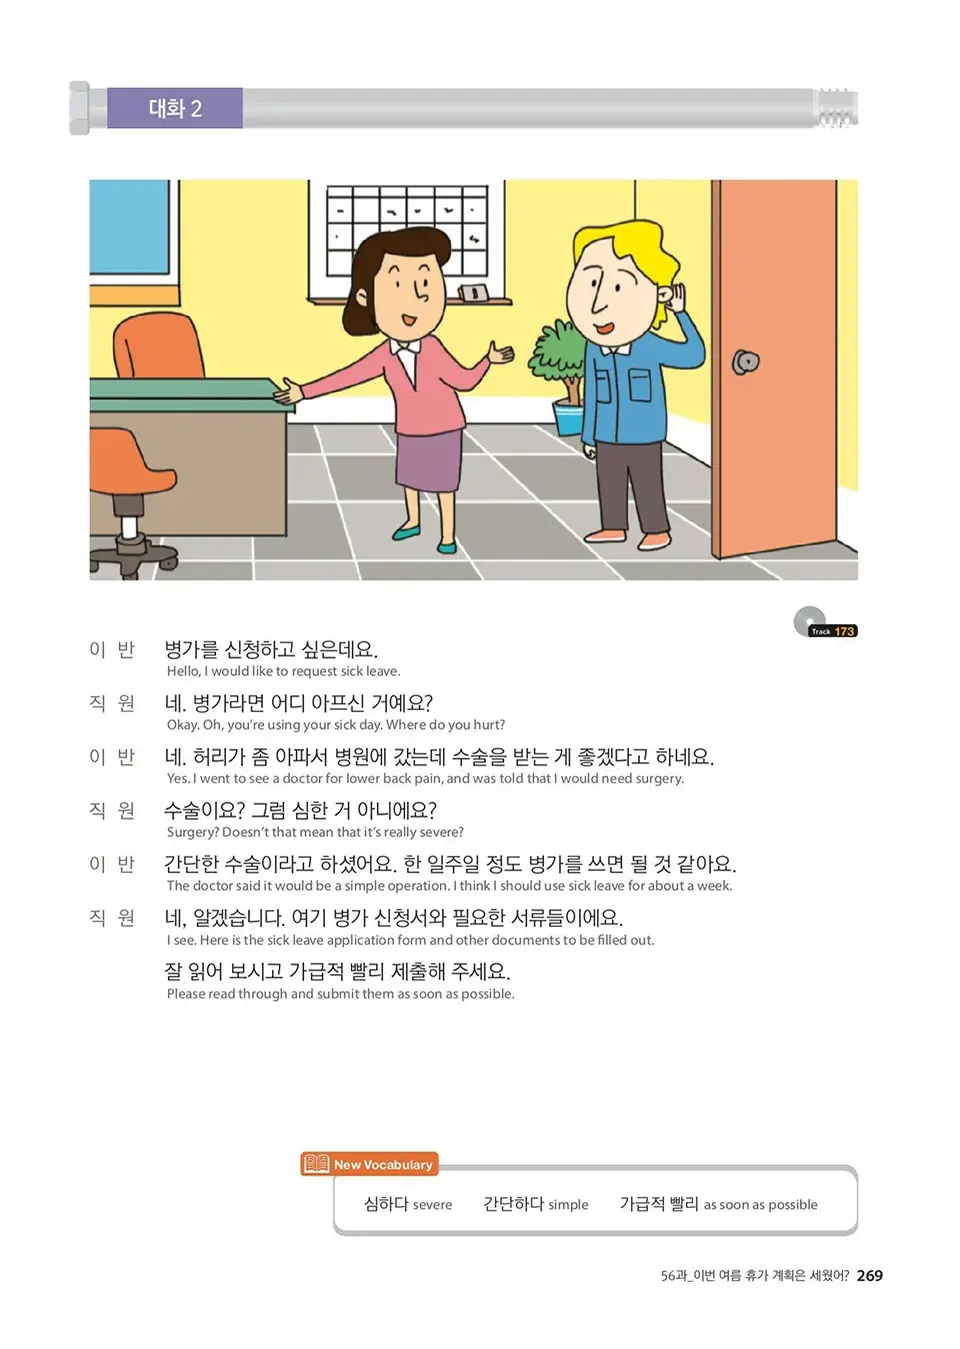 대화 2
Track 173
이 반 병가를 신청하고 싶은데요.
Hello, I would like to request sick leave.
직 원 네. 병가라면 어디 아프신 거예요?
Okay. Oh, you're using your sick day. Where do you hurt?
이 반 네. 허리가 좀 아파서 병원에 갔는데 수술을 받는 게 좋겠다고 하네요.
Yes. I went to see a doctor for lower back pain, and was told that I would need surgery.
직 원 수술이요? 그럼 심한 거 아니에요?
Surgery? Doesn't that mean that it's really severe?
이 반 간단한 수술이라고 하셨어요. 한 일주일 정도 병가를 쓰면 될 것 같아요.
The doctor said it would be a simple operation. I think I should use sick leave for about a week.
직 원 네, 알겠습니다. 여기 병가 신청서와 필요한 서류들이에요.
I see. Here is the sick leave application form and other documents to be filled out.
잘 읽어 보시고 가급적 빨리 제출해 주세요.
Please read through and submit them as soon as possible.
New Vocabulary
심하다 severe 간단하다 simple 가급적 빨리 as soon as possible
56과_이번 여름 휴가 계획은 세웠어? 269